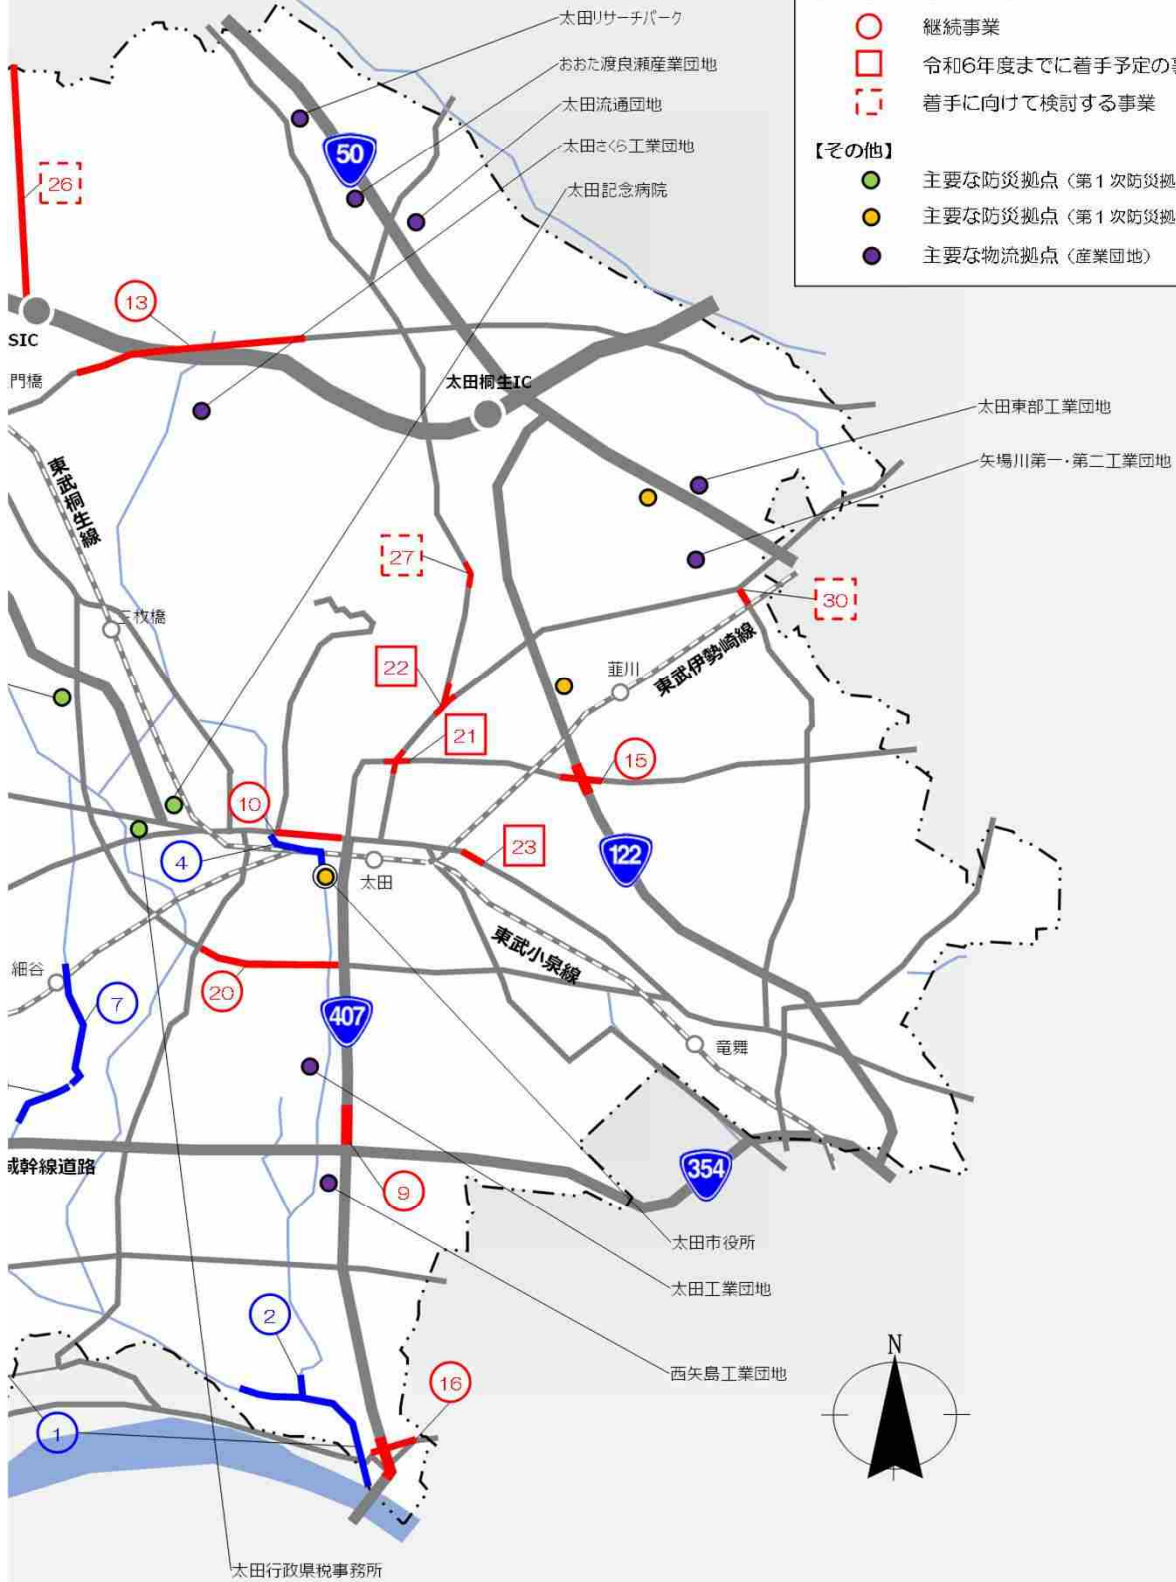 太田リサーチパーク
おおた渡良瀬産業団地
太田流通団地
太田さくら工業団地
太田記念病院
継続事業
令和6年度までに着手予定の
着手に向けて検討する事業
【その他】
主要な防災拠点（第1次防災拠
主要な防災拠点（第1次防災拠
主要な物流拠点（産業団地）
50
26
13
SIC
門橋
太田桐生IC
太田東部工業団地
矢場川第一・第二工業団地
東武桐生線
27
30
三枚橋
22
韮川
東武伊勢崎線
21
15
10
23
122
4
太田
東武小泉線
細谷
20
7
407
竜舞
域幹線道路
354
9
太田市役所
太田工業団地
2
西矢島工業団地
N
16
1
太田行政県税事務所